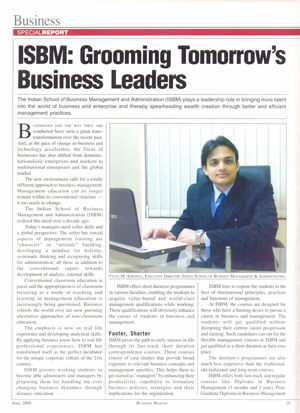 Business
SPECIALREPORT
ISBM: Grooming Tomorrow's
Business Leaders
The Indian School of Business Management and Administration (ISBM) plays a leadership role in bringing more talent
into the world of business and enterprise and thereby spearheading wealth creation through better and efficient
management practices.
BUSINESSES AND THE WAY THEY ARE
conducted have seen a great trans-
transformation over the recent past.
And, as the pace of change in business and
technology accelerates, the focus of
businesses has also shifted from domestic,
nationalistic enterprises and markets to
multinational enterprises and the global
market.
The new environment calls for a totally
different approach to business management.
Management education can no longer
remain within its conventional structure —
it too needs to change.
The Indian School of Business
Management and Administration (ISBM)
realised this need over a decade ago.
Today's managers need softer skills and
a global perspective. The softer but crucial
aspects of management training are
"character" or "attitude" building,
developing a mindset for holistic,
systematic thinking and recognising skills
for administration; all these in addition to
the conventional inputs towards
development of analytic, rational skills.
Conventional classroom education is
passé and the appropriateness of classroom
lecturing as a mode of teaching and
learning in management education is
increasingly being questioned. Business
schools the world over are now pursuing
alternative approaches of non-classroom
education.
The emphasis is now on real life
experience and developing analytical skills.
By applying business know-how to real life
professional experiences, ISBM has
transformed itself as the perfect incubator
for the unique corporate culture of the 21st
century.
ISBM grooms working students to
become able administers and managers by
preparing them for handling the ever
changing business dynamics through
distance education.
EXECUTIVE DIRECTOR, INDIAN SCHOOL OF BUSINESS MANAGEMENT & ADMINISTRATION.
ISBM offers short duration programmes
in various faculties, enabling the students to
acquire value-based and world-class
management qualifications while working.
These qualifications will obviously enhance
the career of students in business and
management.
Faster, Shorter
ISBM paves the path to early success in life
through its fast-track short duration
correspondence courses. These courses
consist of case studies that provide broad
exposure to relevant business concepts and
management specifics. This helps them to
get started as "managers" by enhancing their
productivity, capability to formulate
business policies, strategies and their
implications for the organisation.
ISBM tries to expose the students to the
best of international principles, practices
and functions of management.
At ISBM, the courses are designed for
those who have a burning desire to pursue a
career in business and management. The
students will get qualified without
disrupting their current career progression
and earning. Such candidates can opt for the
flexible management courses at ISBM and
get qualified in a short duration at their own
place.
The institute's programmes are also
much less expensive than the traditional
old-fashioned and long-term courses.
ISBM offers both fast-track and regular
courses like Diploma in Business
Management (3 months and 1 year), Post-
Graduate Diploma in Business Management
APRIL 2009
BUSINESS BARONS